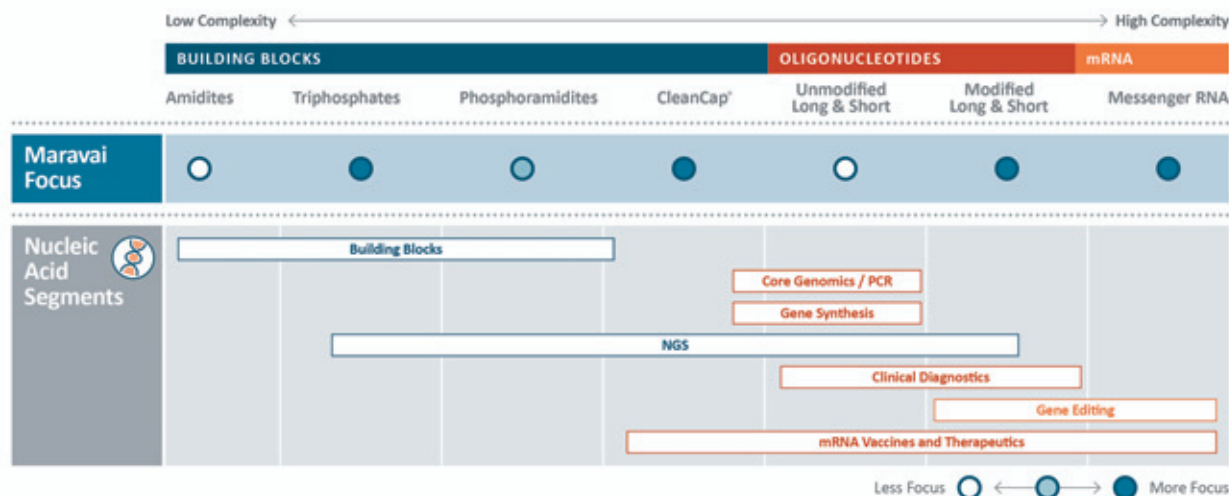 Low Complexity High Complexity
BUILDING BLOCKS OLIGONUCLEOTIDES mRNA
Amidites Triphosphates Phosphoramidites CleanCap® Unmodified Long & Short Modified Long & Short Messenger RNA
Maravai
Focus
Nucleic
Acid
Segments
Building Blocks
Core Genomics / PCR
Gene Synthesis
NGS
Clinical Diagnostics
Gene Editing
mRNA Vaccines and Therapeutics
Less Focus More Focus